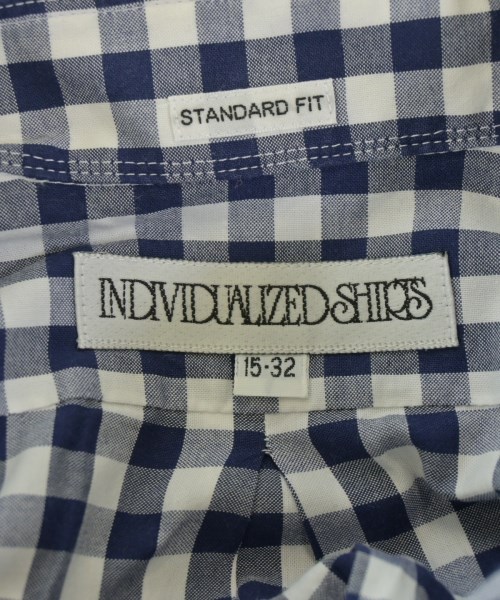 STANDARD FIT
INDIVIDUALIZED SHIRTS
15-32